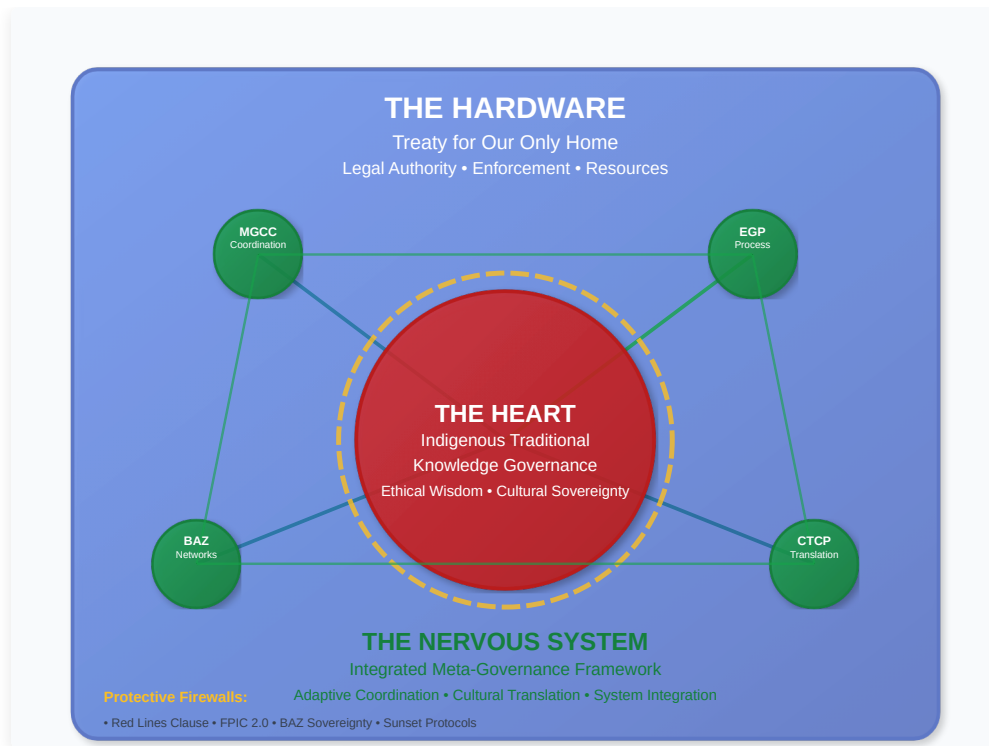 THE HARDWARE
Treaty for Our Only Home
Legal Authority • Enforcement • Resources
MGCC
Coordination
EGP
Process
THE HEART
Indigenous Traditional
Knowledge Governance
Ethical Wisdom • Cultural Sovereignty
BAZ
Networks
CTCP
Translation
THE NERVOUS SYSTEM
Integrated Meta-Governance Framework
Adaptive Coordination • Cultural Translation • System Integration
Protective Firewalls:
• Red Lines Clause • FPIC 2.0 • BAZ Sovereignty • Sunset Protocols